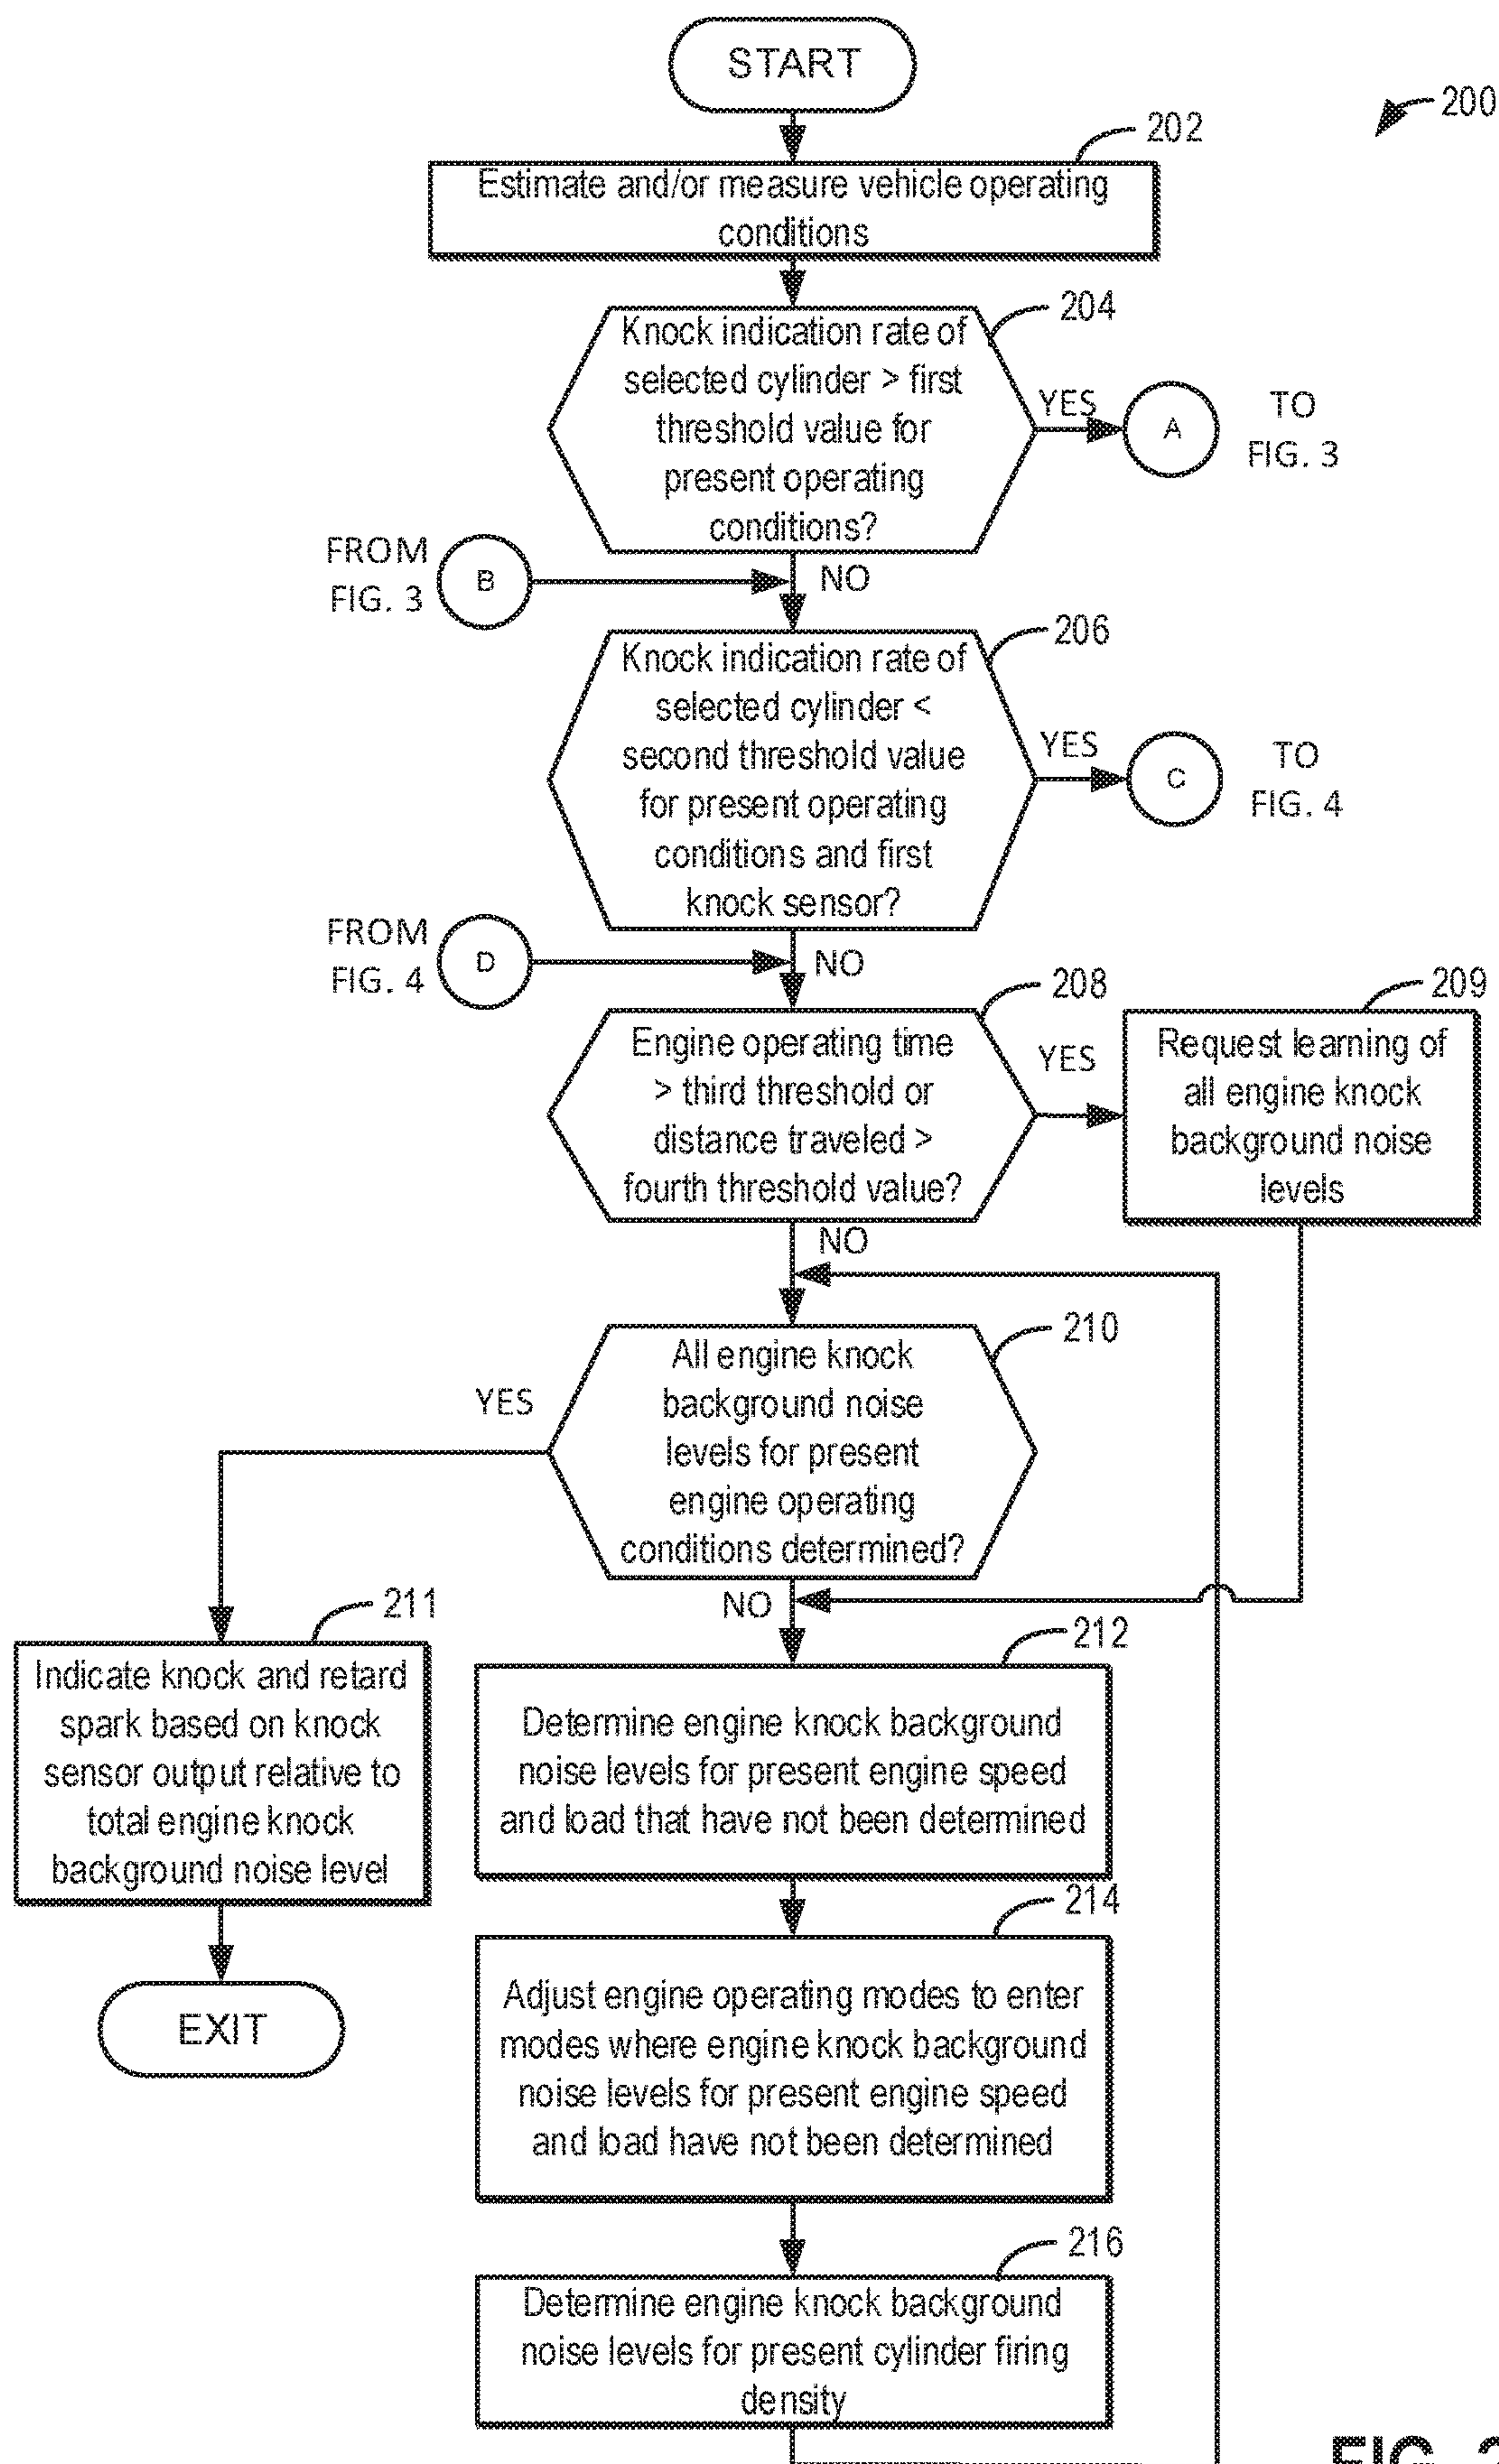 START
200
202
Estimate and/or measure vehicle operating
conditions
204
Knock indication rate of
selected cylinder > first
threshold value for
present operating
conditions?
YES
A
TO
FIG. 3
FROM
FIG. 3
B
NO
206
Knock indication rate of
selected cylinder <
second threshold value
for present operating
conditions and first
knock sensor?
YES
C
TO
FIG. 4
FROM
FIG. 4
D
NO
208
Engine operating time
> third threshold or
distance traveled >
fourth threshold value?
YES
209
Request learning of
all engine knock
background noise
levels
NO
210
All engine knock
background noise
levels for present
engine operating
conditions determined?
YES
NO
211
Indicate knock and retard
spark based on knock
sensor output relative to
total engine knock
background noise level
EXIT
212
Determine engine knock background
noise levels for present engine speed
and load that have not been determined
214
Adjust engine operating modes to enter
modes where engine knock background
noise levels for present engine speed
and load have not been determined
216
Determine engine knock background
noise levels for present cylinder firing
density
FIG.